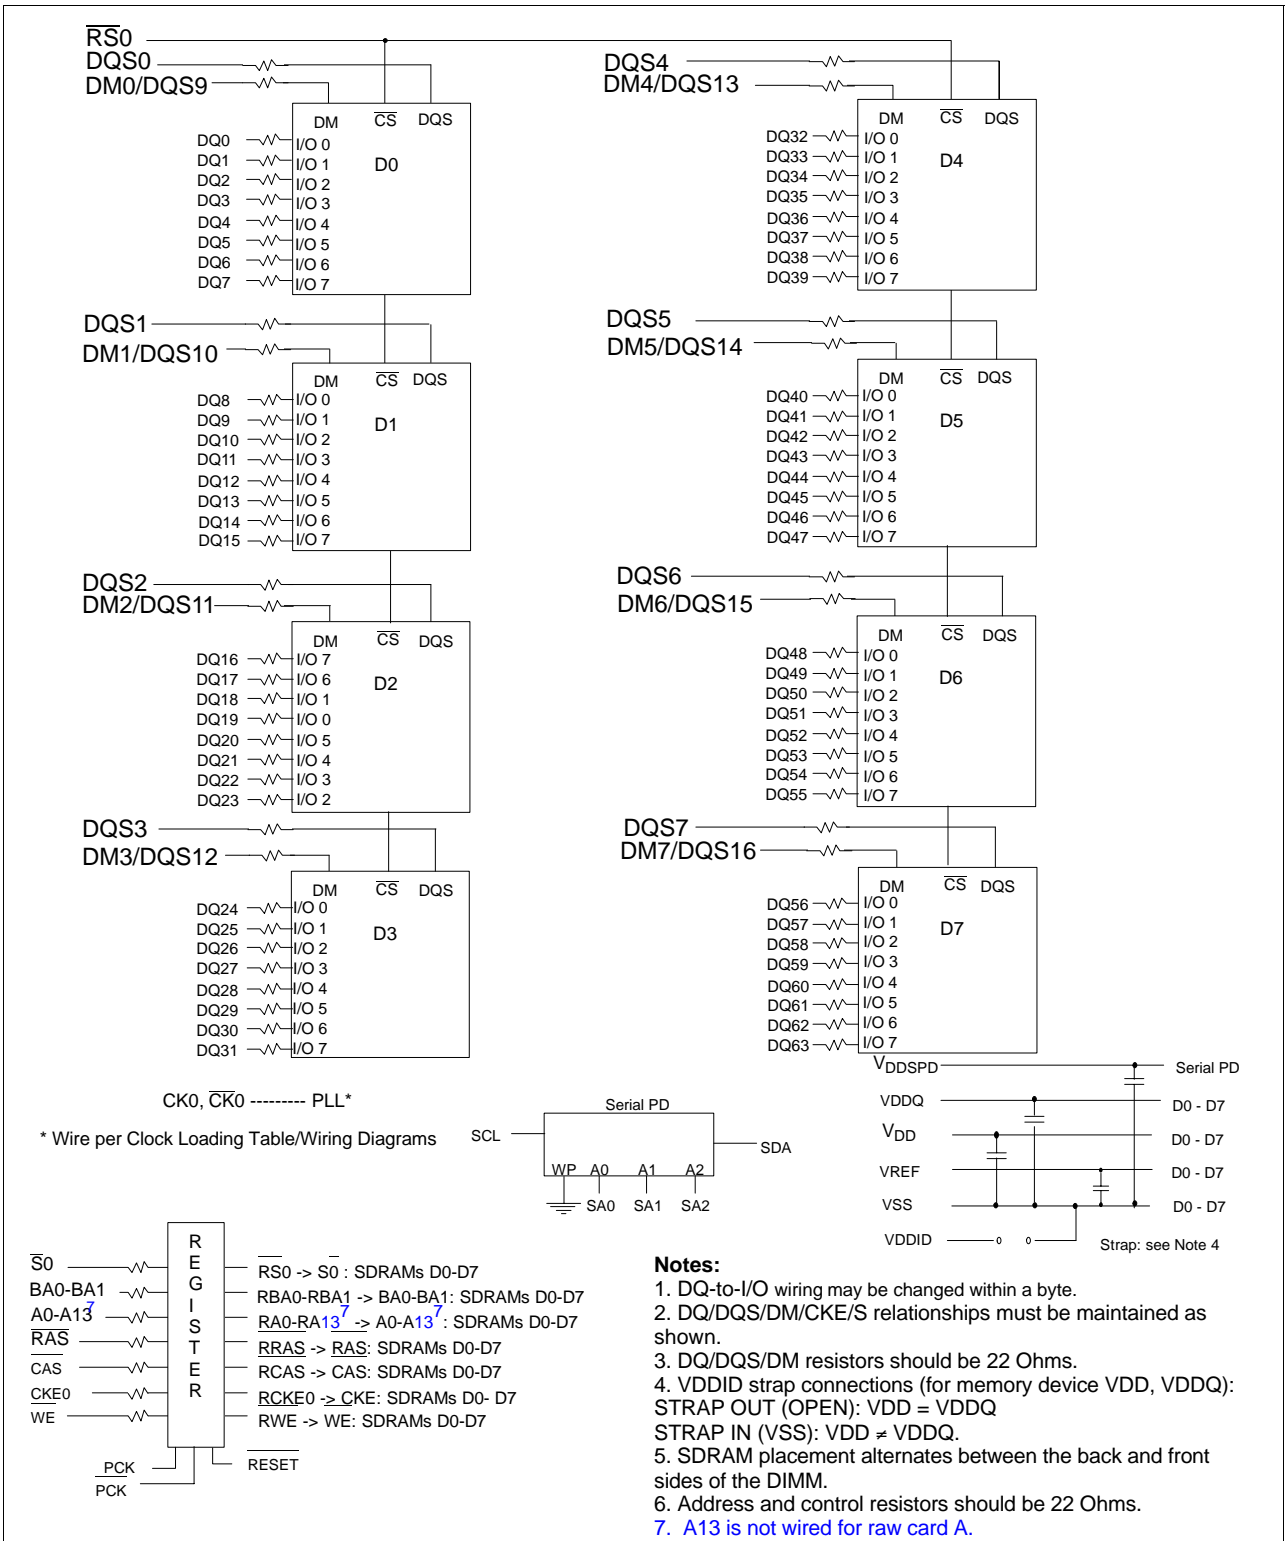 RS0
DQS0
DM0/DQS9
DM CS DQS
D0
DQ0 I/O 0
DQ1 I/O 1
DQ2 I/O 2
DQ3 I/O 3
DQ4 I/O 4
DQ5 I/O 5
DQ6 I/O 6
DQ7 I/O 7
DQS1
DM1/DQS10
DM CS DQS
D1
DQ8 I/O 0
DQ9 I/O 1
DQ10 I/O 2
DQ11 I/O 3
DQ12 I/O 4
DQ13 I/O 5
DQ14 I/O 6
DQ15 I/O 7
DQS2
DM2/DQS11
DM CS DQS
D2
DQ16 I/O 7
DQ17 I/O 6
DQ18 I/O 1
DQ19 I/O 0
DQ20 I/O 5
DQ21 I/O 4
DQ22 I/O 3
DQ23 I/O 2
DQS3
DM3/DQS12
DM CS DQS
D3
DQ24 I/O 0
DQ25 I/O 1
DQ26 I/O 2
DQ27 I/O 3
DQ28 I/O 4
DQ29 I/O 5
DQ30 I/O 6
DQ31 I/O 7
DQS4
DM4/DQS13
DM CS DQS
D4
DQ32 I/O 0
DQ33 I/O 1
DQ34 I/O 2
DQ35 I/O 3
DQ36 I/O 4
DQ37 I/O 5
DQ38 I/O 6
DQ39 I/O 7
DQS5
DM5/DQS14
DM CS DQS
D5
DQ40 I/O 0
DQ41 I/O 1
DQ42 I/O 2
DQ43 I/O 3
DQ44 I/O 4
DQ45 I/O 5
DQ46 I/O 6
DQ47 I/O 7
DQS6
DM6/DQS15
DM CS DQS
D6
DQ48 I/O 0
DQ49 I/O 1
DQ50 I/O 2
DQ51 I/O 3
DQ52 I/O 4
DQ53 I/O 5
DQ54 I/O 6
DQ55 I/O 7
DQS7
DM7/DQS16
DM CS DQS
D7
DQ56 I/O 0
DQ57 I/O 1
DQ58 I/O 2
DQ59 I/O 3
DQ60 I/O 4
DQ61 I/O 5
DQ62 I/O 6
DQ63 I/O 7
CK0, CK0 --------- PLL*
* Wire per Clock Loading Table/Wiring Diagrams
Serial PD
SCL
SDA
WP A0 A1 A2
SA0 SA1 SA2
VDDSPD Serial PD
VDDQ D0 - D7
VDD D0 - D7
VREF D0 - D7
VSS D0 - D7
VDDID Strap: see Note 4
REGISTER
S0 RS0 -> S0 : SDRAMs D0-D7
BA0-BA1 RBA0-RBA1 -> BA0-BA1: SDRAMs D0-D7
A0-A13⁷ RA0-RA13⁷ -> A0-A13⁷: SDRAMs D0-D7
RAS RRAS -> RAS: SDRAMs D0-D7
CAS RCAS -> CAS: SDRAMs D0-D7
CKE0 RCKE0 -> CKE: SDRAMs D0- D7
WE RWE -> WE: SDRAMs D0-D7
PCK
PCK
RESET
Notes:
1. DQ-to-I/O wiring may be changed within a byte.
2. DQ/DQS/DM/CKE/S relationships must be maintained as
shown.
3. DQ/DQS/DM resistors should be 22 Ohms.
4. VDDID strap connections (for memory device VDD, VDDQ):
STRAP OUT (OPEN): VDD = VDDQ
STRAP IN (VSS): VDD ≠ VDDQ.
5. SDRAM placement alternates between the back and front
sides of the DIMM.
6. Address and control resistors should be 22 Ohms.
7. A13 is not wired for raw card A.